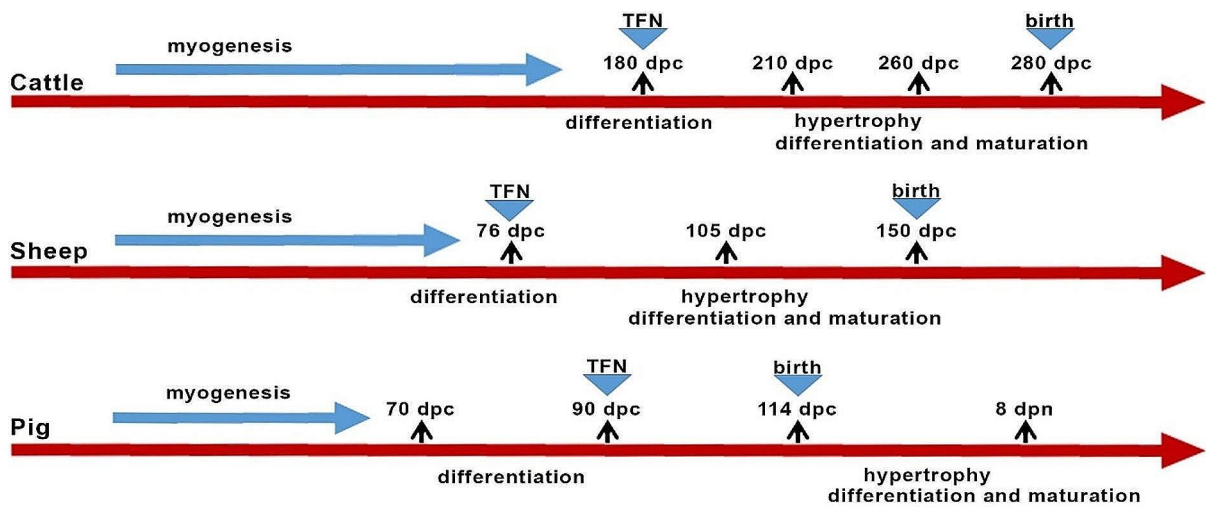 TFN birth
myogenesis
180 dpc 210 dpc 260 dpc 280 dpc
Cattle
differentiation hypertrophy
differentiation and maturation
TFN birth
myogenesis
76 dpc 105 dpc 150 dpc
Sheep
differentiation hypertrophy
differentiation and maturation
TFN birth
myogenesis
70 dpc 90 dpc 114 dpc 8 dpn
Pig
differentiation hypertrophy
differentiation and maturation